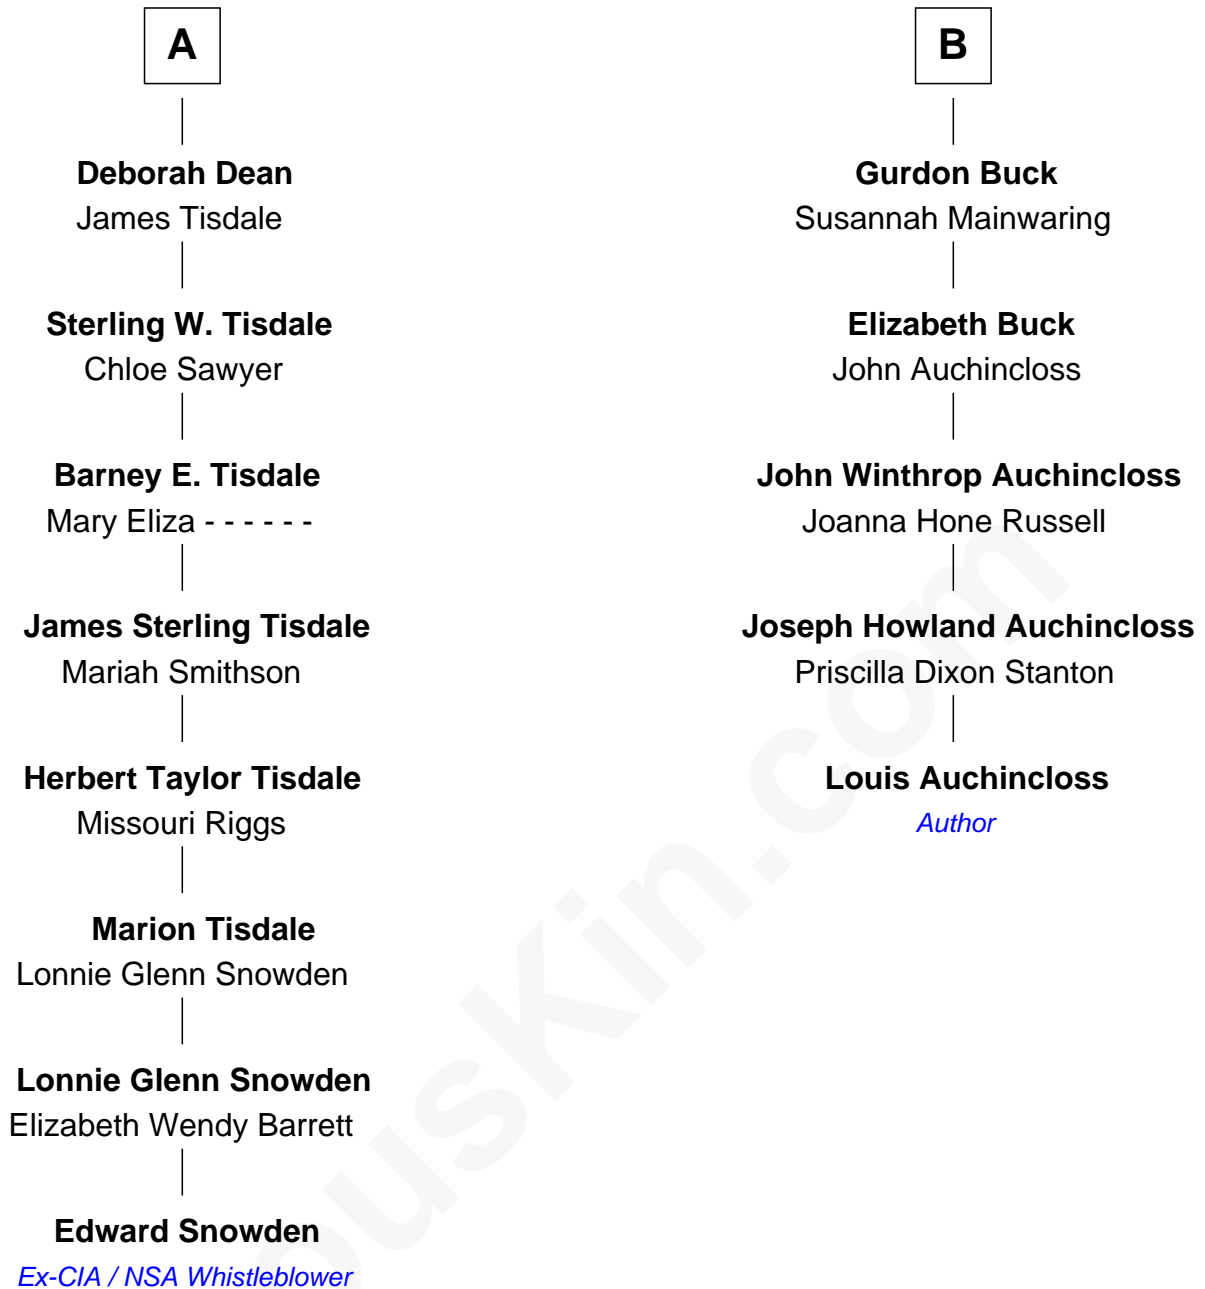 A
Deborah Dean
James Tisdale
Sterling W. Tisdale
Chloe Sawyer
Barney E. Tisdale
Mary Eliza - - - - - -
James Sterling Tisdale
Mariah Smithson
Herbert Taylor Tisdale
Missouri Riggs
Marion Tisdale
Lonnie Glenn Snowden
Lonnie Glenn Snowden
Elizabeth Wendy Barrett
Edward Snowden
Ex-CIA / NSA Whistleblower
B
Gurdon Buck
Susannah Mainwaring
Elizabeth Buck
John Auchincloss
John Winthrop Auchincloss
Joanna Hone Russell
Joseph Howland Auchincloss
Priscilla Dixon Stanton
Louis Auchincloss
Author
ousKin.com